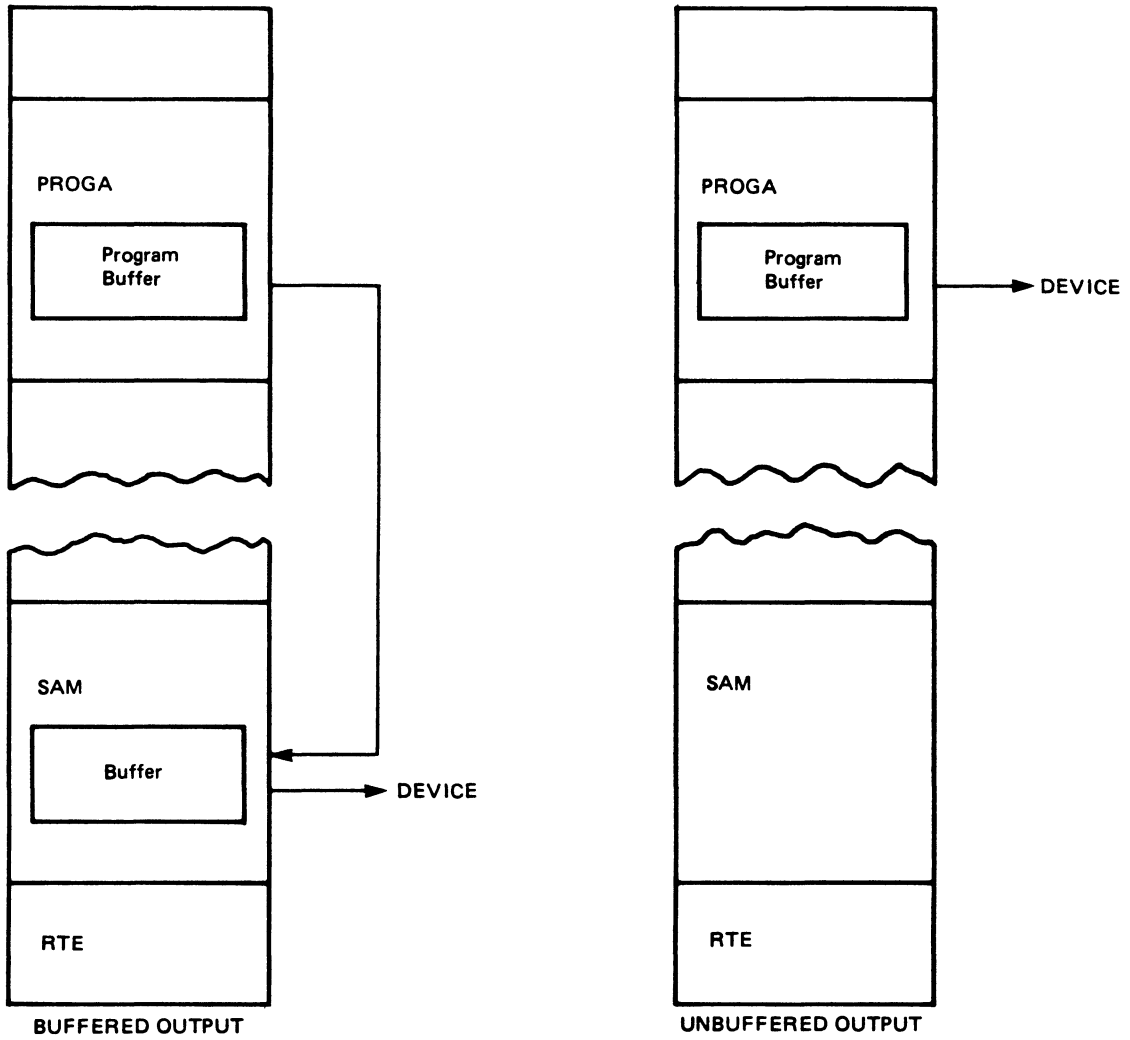 PROGA
Program
Buffer
SAM
Buffer
DEVICE
RTE
BUFFERED OUTPUT
PROGA
Program
Buffer
DEVICE
SAM
RTE
UNBUFFERED OUTPUT